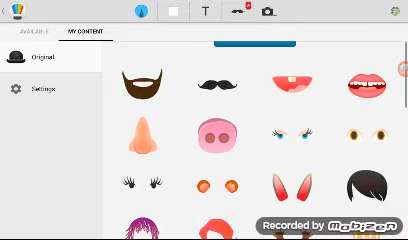 T
AVAILABLE
MY CONTENT
Original
Settings
Recorded by
MOBIZEN